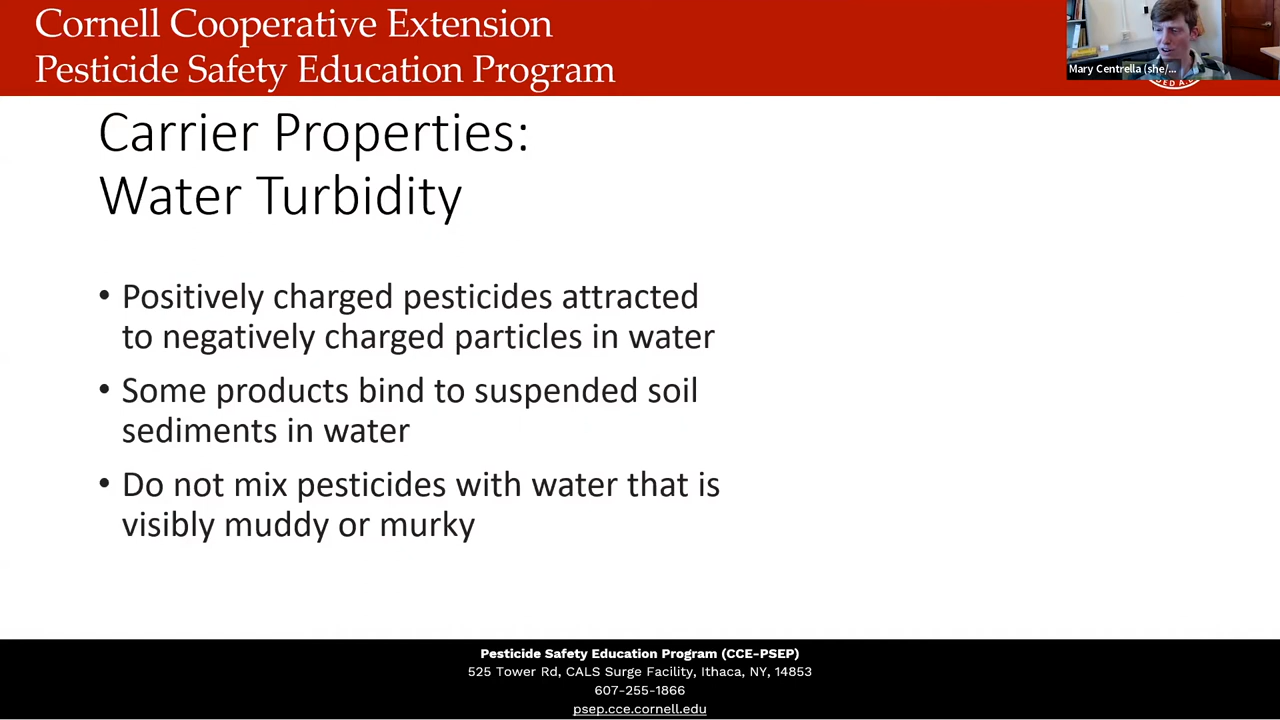 Cornell Cooperative Extension
Pesticide Safety Education Program
Mary Centrella (she/...
Carrier Properties:
Water Turbidity
• Positively charged pesticides attracted
to negatively charged particles in water
• Some products bind to suspended soil
sediments in water
• Do not mix pesticides with water that is
visibly muddy or murky
Pesticide Safety Education Program (CCE-PSEP)
525 Tower Rd, CALS Surge Facility, Ithaca, NY, 14853
607-255-1866
psep.cce.cornell.edu